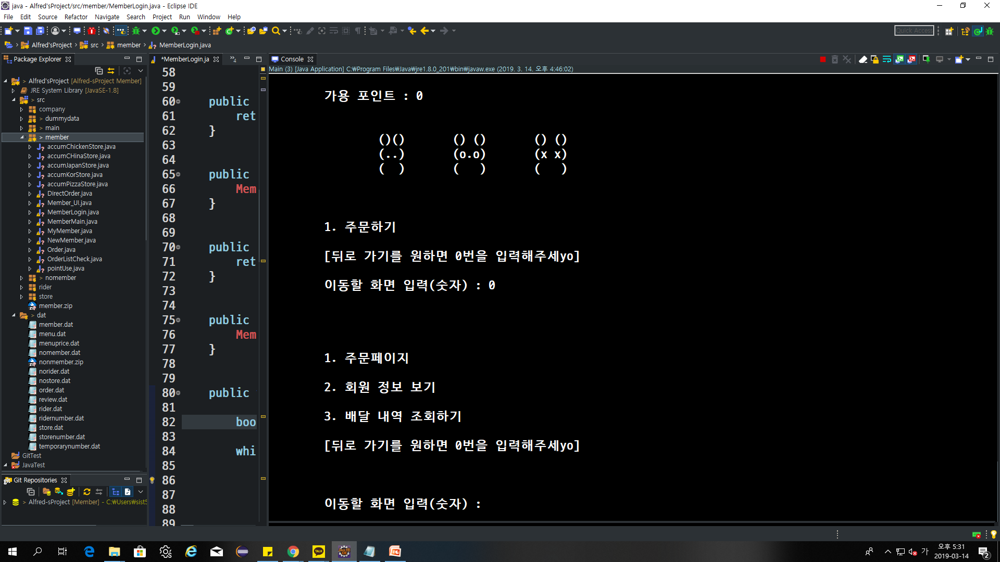 java - Alfred'sProject/src/member/MemberLogin.java - Eclipse IDE
File Edit Source Refactor Navigate Search Project Run Window Help
Quick Access
Alfred'sProject > src > member > MemberLogin.java
Package Explorer
> Alfred'sProject [Alfred-sProject Member]
JRE System Library [JavaSE-1.8]
> src
company
> dummydata
> main
> member
accumChickenStore.java
accumCHinaStore.java
accumJapanStore.java
accumKorStore.java
accumPizzaStore.java
DirectOrder.java
Member_UI.java
MemberLogin.java
MemberMain.java
MyMember.java
NewMember.java
Order.java
OrderListCheck.java
pointUse.java
> nomember
rider
store
member.zip
> dat
member.dat
menu.dat
menuprice.dat
nomember.dat
nonmember.zip
norider.dat
nostore.dat
order.dat
review.dat
rider.dat
ridernumber.dat
store.dat
storenumber.dat
temporarynumber.dat
GitTest
JavaTest
Git Repositories
> Alfred-sProject [Member] - C:₩Users₩sist5
*MemberLogin.ja
»4
58
59
60 public
61 ret
62 }
63
64
65 public
66 Mem
67 }
68
69
70 public
71 ret
72 }
73
74
75 public
76 Mem
77 }
78
79
80 public
81
82 boo
83
84 whi
85
86
87
88
89
Console
Main (3) [Java Application] C:₩Program Files₩Java₩jre1.8.0_201₩bin₩javaw.exe (2019. 3. 14. 오후 4:46:02)
가용 포인트 : 0
()() () () () ()
(..) (o.o) (x x)
( ) ( ) ( )
1. 주문하기
[뒤로 가기를 원하면 0번을 입력해주세yo]
이동할 화면 입력(숫자) : 0
1. 주문페이지
2. 회원 정보 보기
3. 배달 내역 조회하기
[뒤로 가기를 원하면 0번을 입력해주세yo]
이동할 화면 입력(숫자) :
TALK
가
오후 5:31
2019-03-14
2